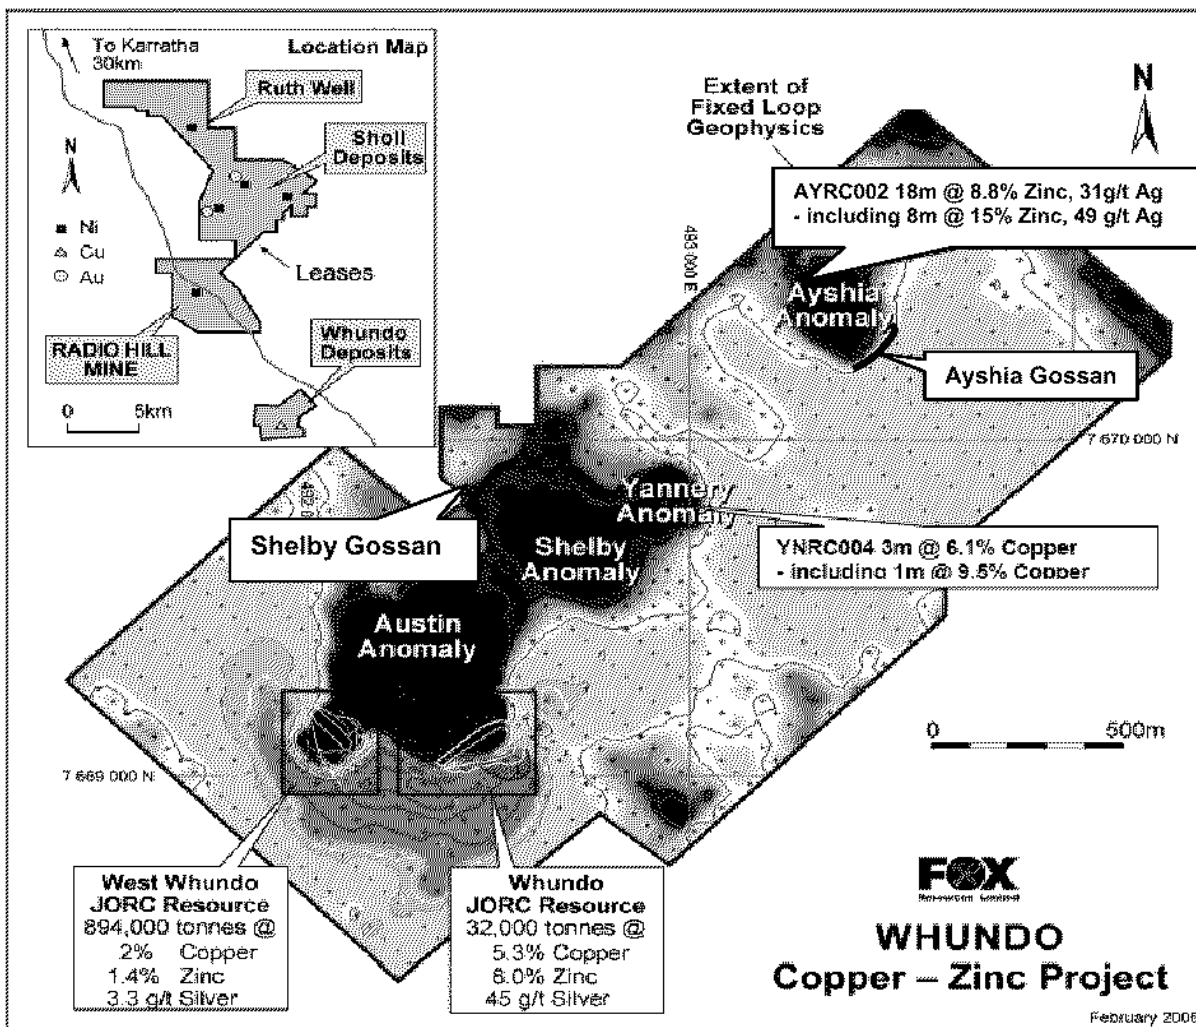 To Karratha
30km
Location Map
Ruth Well
N
Sholl
Deposits
Ni
Cu
Au
Leases
RADIO HILL
MINE
Whundo
Deposits
0 5km
Extent of
Fixed Loop
Geophysics
N
AYRC002 18m @ 8.8% Zinc, 31g/t Ag
- including 8m @ 15% Zinc, 49 g/t Ag
493 000 E
Ayshia
Anomaly
Ayshia Gossan
7 670 000 N
Yannery
Anomaly
Shelby Gossan
Shelby
Anomaly
YNRC004 3m @ 6.1% Copper
- including 1m @ 9.5% Copper
Austin
Anomaly
0 500m
7 669 000 N
West Whundo
JORC Resource
894,000 tonnes @
2% Copper
1.4% Zinc
3.3 g/t Silver
Whundo
JORC Resource
32,000 tonnes @
5.3% Copper
6.0% Zinc
45 g/t Silver
FOX
Resources Limited
WHUNDO
Copper – Zinc Project
February 2006